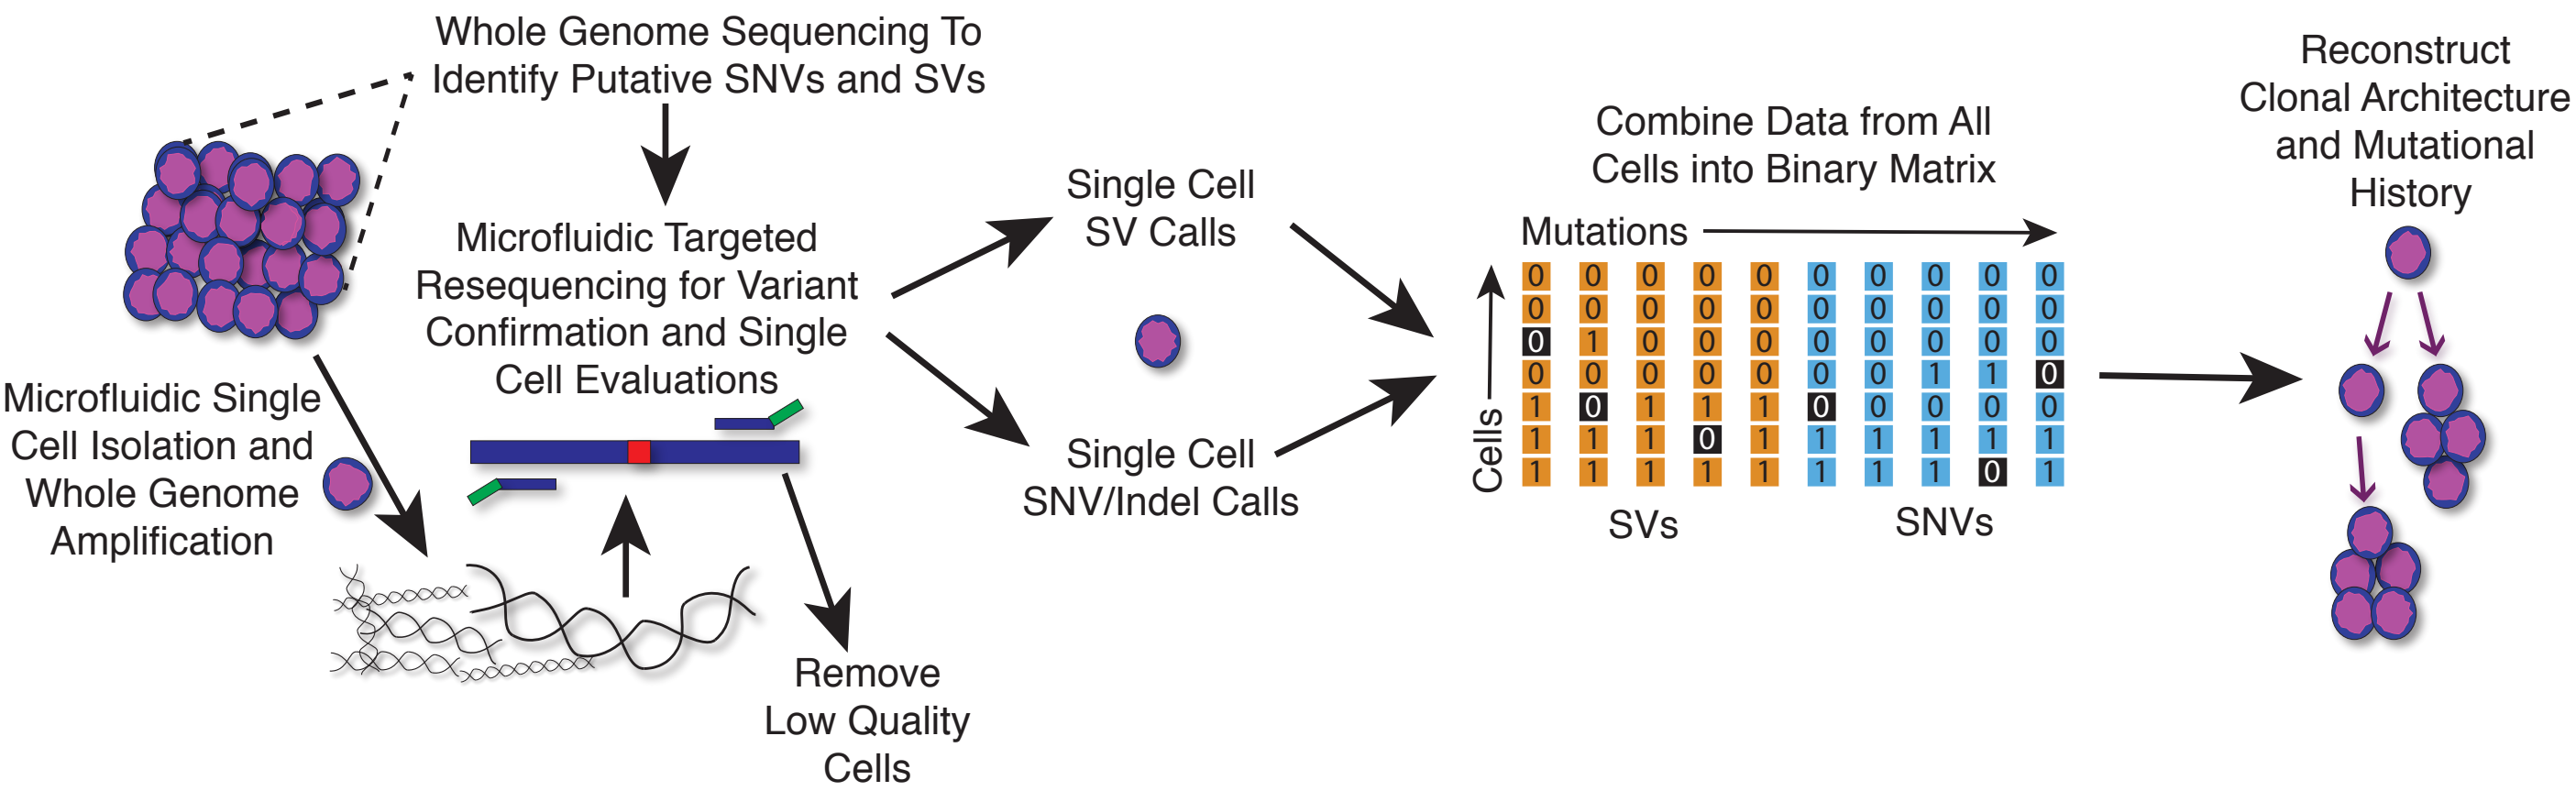 Whole Genome Sequencing To
Identify Putative SNVs and SVs
Microfluidic Single
Cell Isolation and
Whole Genome
Amplification
Microfluidic Targeted
Resequencing for Variant
Confirmation and Single
Cell Evaluations
Remove
Low Quality
Cells
Single Cell
SV Calls
Single Cell
SNV/Indel Calls
Combine Data from All
Cells into Binary Matrix
Mutations
Cells
0 0 0 0 0 0 0 0 0 0
0 0 0 0 0 0 0 0 0 0
0 1 0 0 0 0 0 0 0 0
0 0 0 0 0 0 0 1 1 0
1 0 1 1 1 0 0 0 0 0
1 1 1 0 1 1 1 1 1 1
1 1 1 1 1 1 1 1 0 1
SVs
SNVs
Reconstruct
Clonal Architecture
and Mutational
History